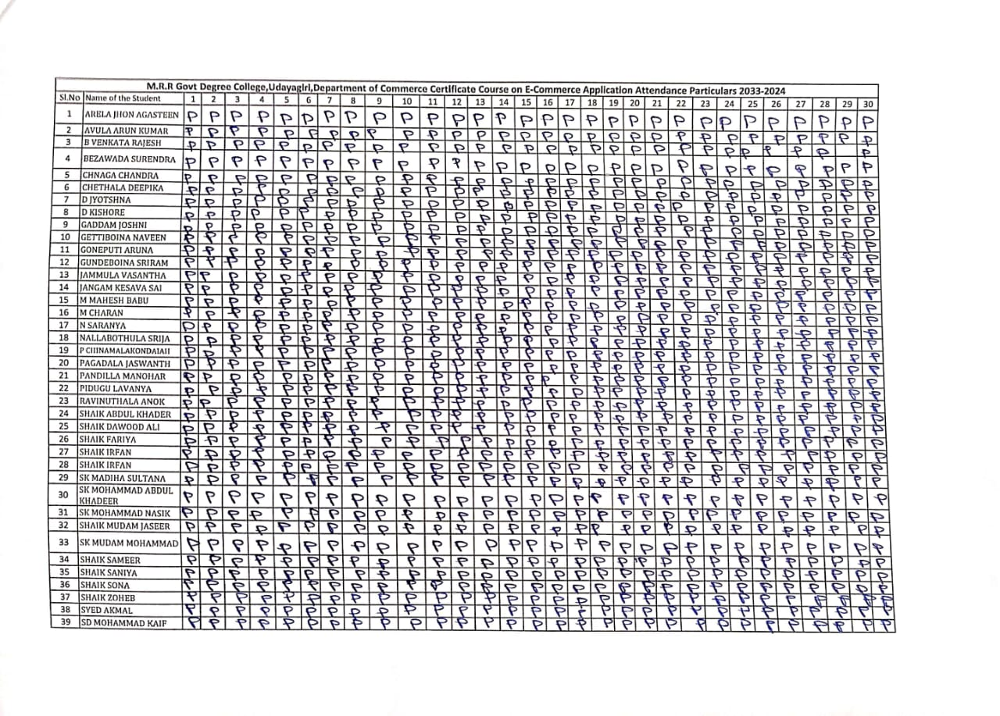 M.R.R Govt Degree College,Udayagiri,Department of Commerce Certificate Course on E-Commerce Application Attendance Particulars 2033-2024
Sl.No Name of the Student 1 2 3 4 5 6 7 8 9 10 11 12 13 14 15 16 17 18 19 20 21 22 23 24 25 26 27 28 29 30
1 ARELA JHON AGASTEEN P P P P P P P P P P P P P P P P P P P P P P P P P P P P P P
2 AVULA ARUN KUMAR P P P P P P P P P P P P P P P P P P P P P P P P P P P P P P
3 B VENKATA RAJESH P P P P P P P P P P P P P P P P P P P P P P P P P P P P P P
4 BEZAWADA SURENDRA P P P P P P P P P P P P P P P P P P P P P P P P P P P P P P
5 CHNAGA CHANDRA P P P P P P P P P P P P P P P P P P P P P P P P P P P P P P
6 CHETHALA DEEPIKA P P P P P P P P P P P P P P P P P P P P P P P P P P P P P P
7 D JYOTSHNA P P P P P P P P P P P P P P P P P P P P P P P P P P P P P P
8 D KISHORE P P P P P P P P P P P P P P P P P P P P P P P P P P P P P P
9 GADDAM JOSHNI P P P P P P P P P P P P P P P P P P P P P P P P P P P P P P
10 GETTIBOINA NAVEEN P P P P P P P P P P P P P P P P P P P P P P P P P P P P P P
11 GONEPUTI ARUNA P P P P P P P P P P P P P P P P P P P P P P P P P P P P P P
12 GUNDEBOINA SRIRAM P P P P P P P P P P P P P P P P P P P P P P P P P P P P P P
13 JAMMULA VASANTHA P P P P P P P P P P P P P P P P P P P P P P P P P P P P P P
14 JANGAM KESAVA SAI P P P P P P P P P P P P P P P P P P P P P P P P P P P P P P
15 M MAHESH BABU P P P P P P P P P P P P P P P P P P P P P P P P P P P P P P
16 M CHARAN P P P P P P P P P P P P P P P P P P P P P P P P P P P P P P
17 N SARANYA P P P P P P P P P P P P P P P P P P P P P P P P P P P P P P
18 NALLABOTHULA SRIJA P P P P P P P P P P P P P P P P P P P P P P P P P P P P P P
19 P CHINAMALAKONDAIAH P P P P P P P P P P P P P P P P P P P P P P P P P P P P P P
20 PAGADALA JASWANTH P P P P P P P P P P P P P P P P P P P P P P P P P P P P P P
21 PANDILLA MANOHAR P P P P P P P P P P P P P P P P P P P P P P P P P P P P P P
22 PIDUGU LAVANYA P P P P P P P P P P P P P P P P P P P P P P P P P P P P P P
23 RAVINUTHALA ANOK P P P P P P P P P P P P P P P P P P P P P P P P P P P P P P
24 SHAIK ABDUL KHADER P P P P P P P P P P P P P P P P P P P P P P P P P P P P P P
25 SHAIK DAWOOD ALI P P P P P P P P P P P P P P P P P P P P P P P P P P P P P P
26 SHAIK FARIYA P P P P P P P P P P P P P P P P P P P P P P P P P P P P P P
27 SHAIK IRFAN P P P P P P P P P P P P P P P P P P P P P P P P P P P P P P
28 SHAIK IRFAN P P P P P P P P P P P P P P P P P P P P P P P P P P P P P P
29 SK MADIHA SULTANA P P P P P P P P P P P P P P P P P P P P P P P P P P P P P P
30 SK MOHAMMAD ABDUL
KHADEER P P P P P P P P P P P P P P P P P P P P P P P P P P P P P P
31 SK MOHAMMAD NASIK P P P P P P P P P P P P P P P P P P P P P P P P P P P P P P
32 SHAIK MUDAM JASEER P P P P P P P P P P P P P P P P P P P P P P P P P P P P P P
33 SK MUDAM MOHAMMAD P P P P P P P P P P P P P P P P P P P P P P P P P P P P P P
34 SHAIK SAMEER P P P P P P P P P P P P P P P P P P P P P P P P P P P P P P
35 SHAIK SANIYA P P P P P P P P P P P P P P P P P P P P P P P P P P P P P P
36 SHAIK SONA P P P P P P P P P P P P P P P P P P P P P P P P P P P P P P
37 SHAIK ZOHEB P P P P P P P P P P P P P P P P P P P P P P P P P P P P P P
38 SYED AKMAL P P P P P P P P P P P P P P P P P P P P P P P P P P P P P P
39 SD MOHAMMAD KAIF P P P P P P P P P P P P P P P P P P P P P P P P P P P P P P